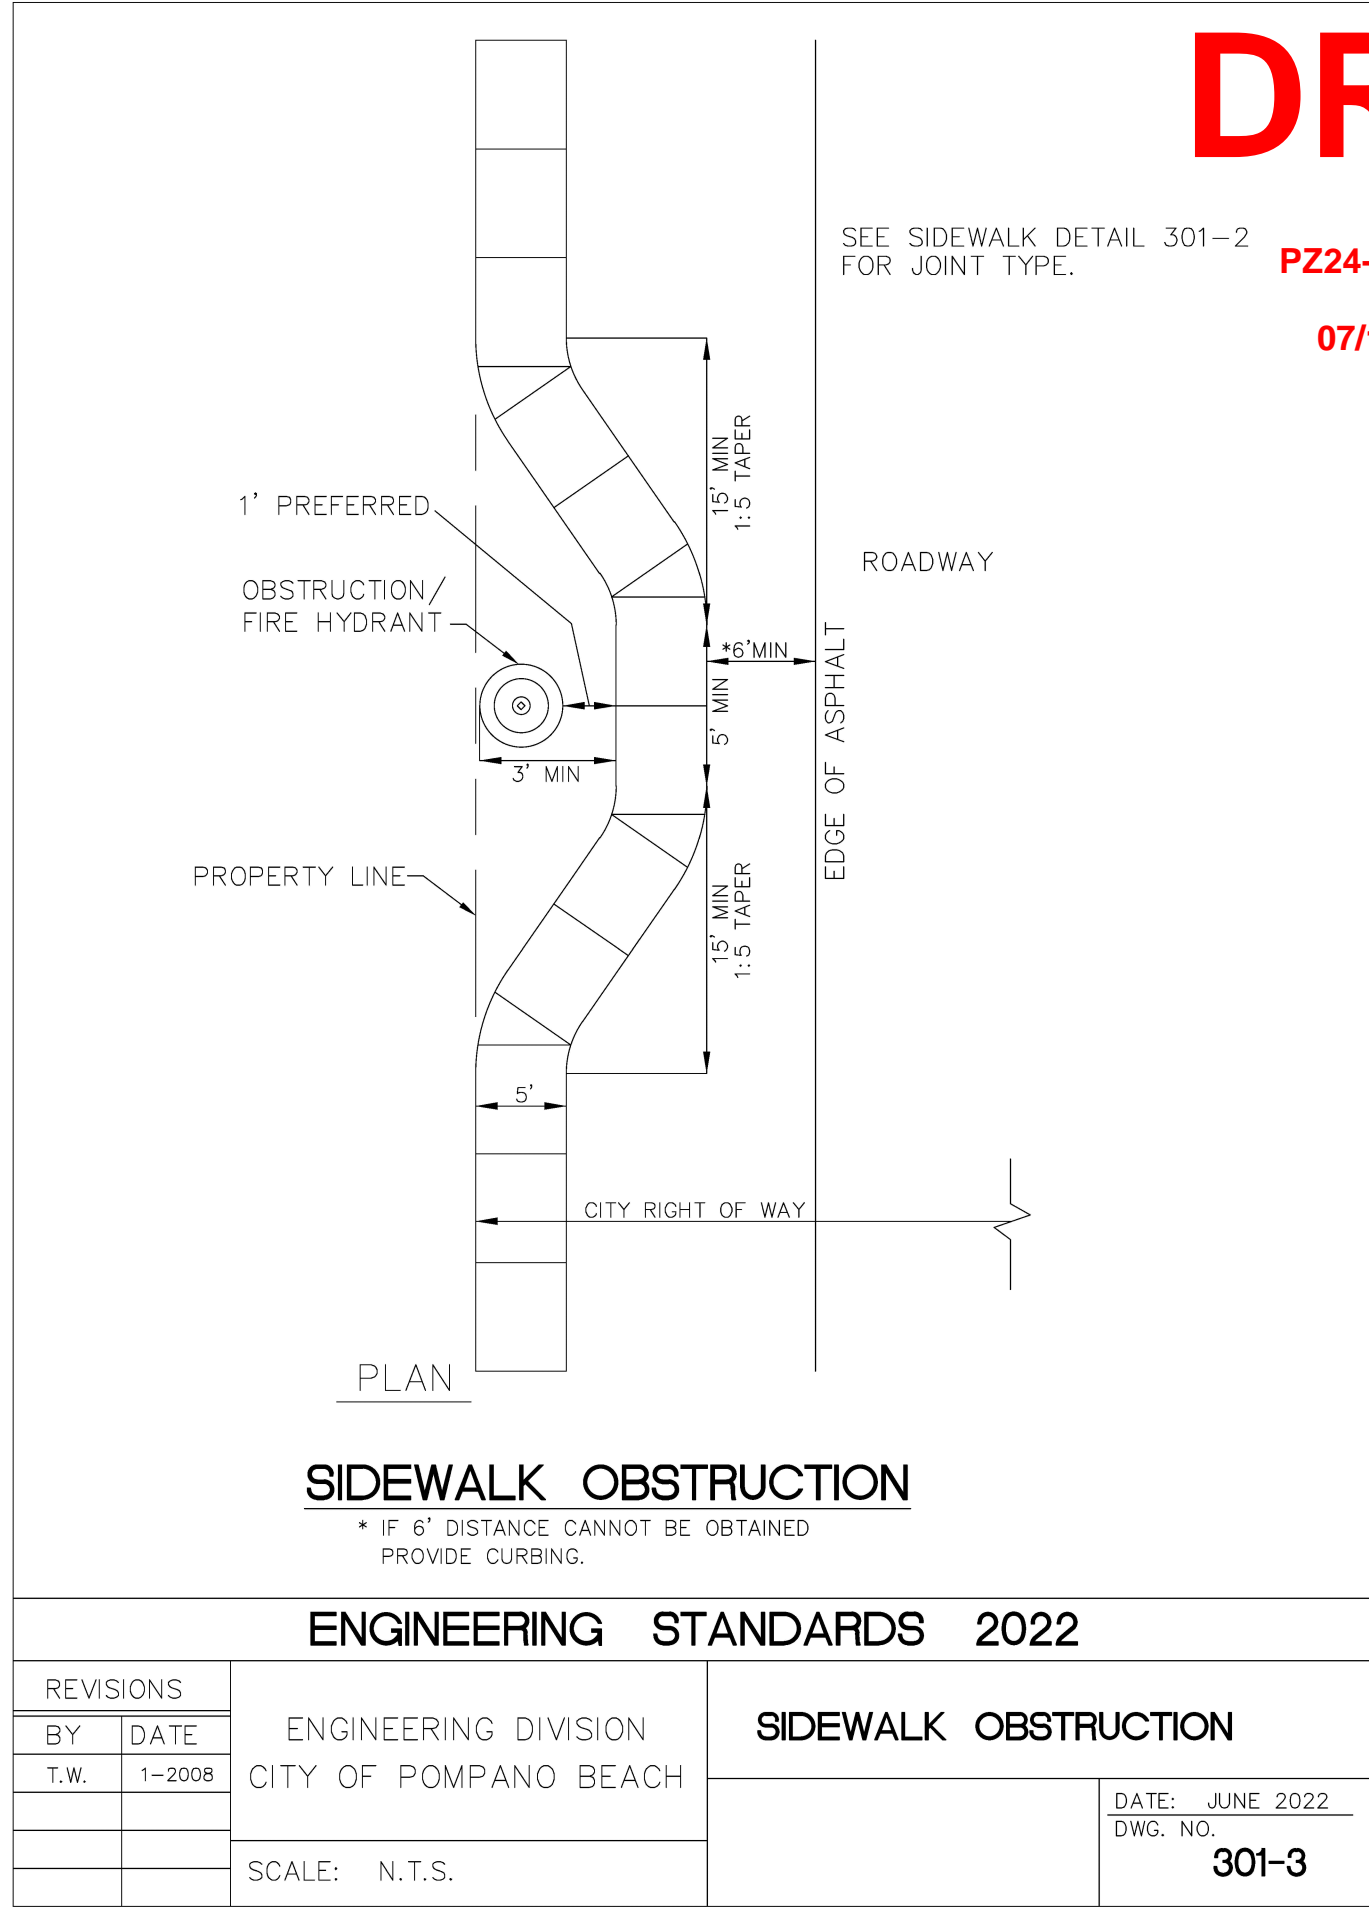 DR
SEE SIDEWALK DETAIL 301-2
FOR JOINT TYPE.
PZ24-
07/1
15' MIN
1:5 TAPER
1' PREFERRED
OBSTRUCTION/
FIRE HYDRANT
ROADWAY
*6'MIN
5' MIN
EDGE OF ASPHALT
3' MIN
PROPERTY LINE
15' MIN
1:5 TAPER
5'
CITY RIGHT OF WAY
PLAN
SIDEWALK OBSTRUCTION
* IF 6' DISTANCE CANNOT BE OBTAINED
PROVIDE CURBING.
ENGINEERING STANDARDS 2022
REVISIONS
BY DATE
T.W. 1-2008
ENGINEERING DIVISION
CITY OF POMPANO BEACH
SCALE: N.T.S.
SIDEWALK OBSTRUCTION
DATE: JUNE 2022
DWG. NO.
301-3